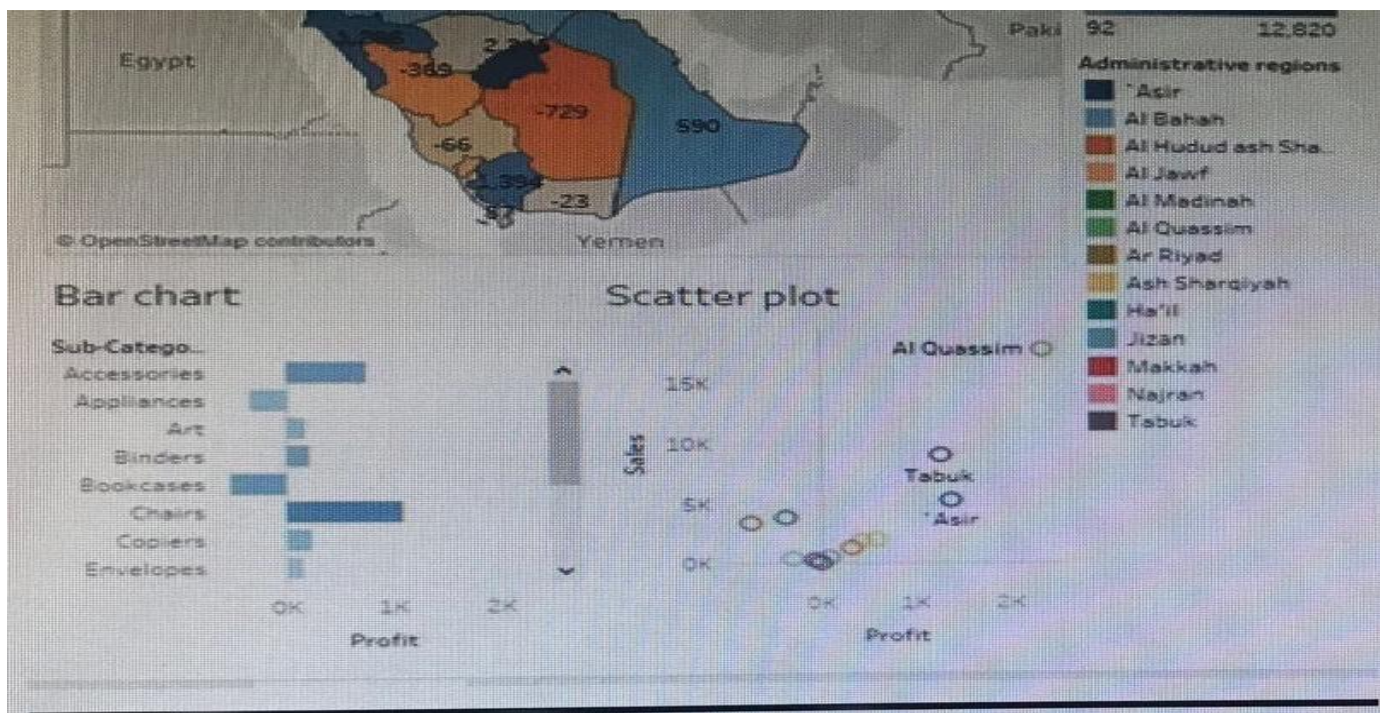 Paki
92 12,820
Egypt
Administrative regions
-369
`Asir
-729
590
Al Bahah
Al Hudud ash Sha...
-66
Al Jawf
-23
Al Madinah
Al Quassim
© OpenStreetMap contributors
Yemen
Ar Riyad
Ash Sharqiyah
Ha'il
Jizan
Makkah
Najran
Tabuk
Bar chart
Sub-Catego...
Accessories
Appliances
Art
Binders
Bookcases
Chairs
Copiers
Envelopes
0K 1K 2K
Profit
Scatter plot
Al Quassim
15K
10K
Sales
Tabuk
5K
`Asir
0K
0K 1K 2K
Profit